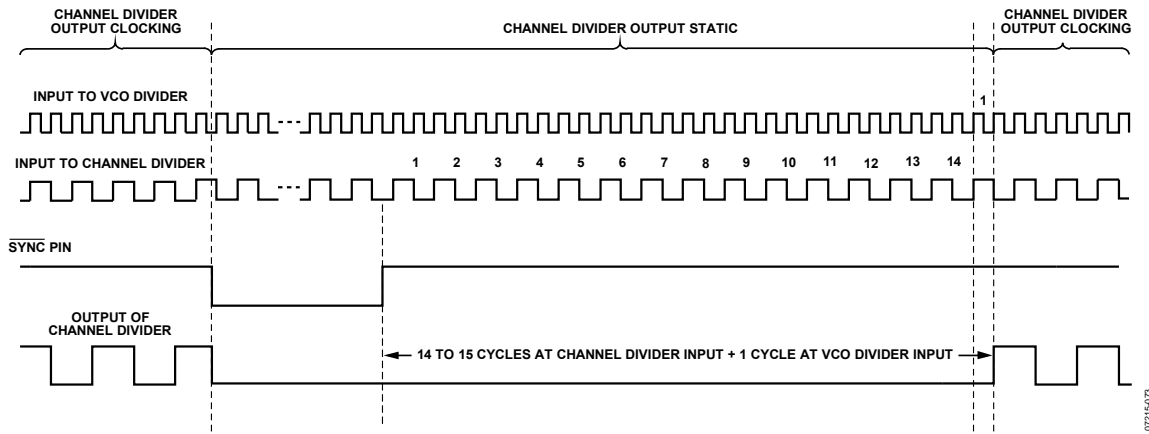 CHANNEL DIVIDER
OUTPUT CLOCKING
CHANNEL DIVIDER OUTPUT STATIC
CHANNEL DIVIDER
OUTPUT CLOCKING
INPUT TO VCO DIVIDER
1
INPUT TO CHANNEL DIVIDER
1 2 3 4 5 6 7 8 9 10 11 12 13 14
SYNC PIN
OUTPUT OF
CHANNEL DIVIDER
14 TO 15 CYCLES AT CHANNEL DIVIDER INPUT + 1 CYCLE AT VCO DIVIDER INPUT
07215-073